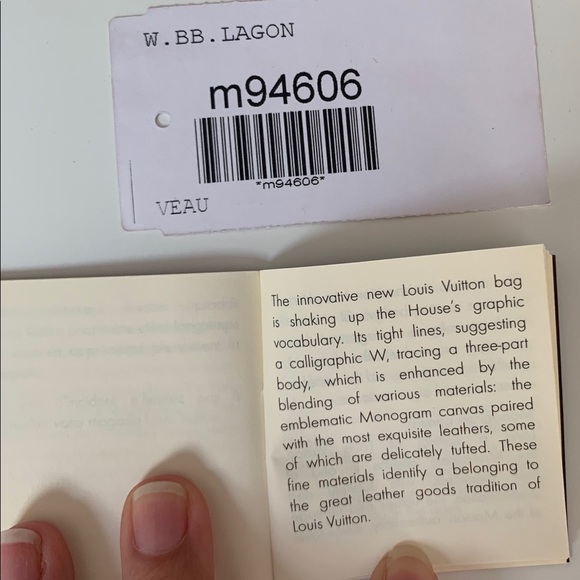 W.BB.LAGON
m94606
*m94606*
VEAU
The innovative new Louis Vuitton bag
is shaking up the House's graphic
vocabulary. Its tight lines, suggesting
a calligraphic W, tracing a three-part
body, which is enhanced by the
blending of various materials: the
emblematic Monogram canvas paired
with the most exquisite leathers, some
of which are delicately tufted. These
fine materials identify a belonging to
the great leather goods tradition of
Louis Vuitton.